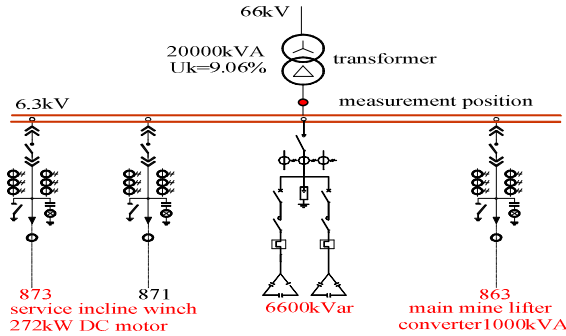 66kV
20000kVA
Uk=9.06%
transformer
6.3kV
measurement position
873
service incline winch
272kW DC motor
871
6600kVar
863
main mine lifter
converter1000kVA